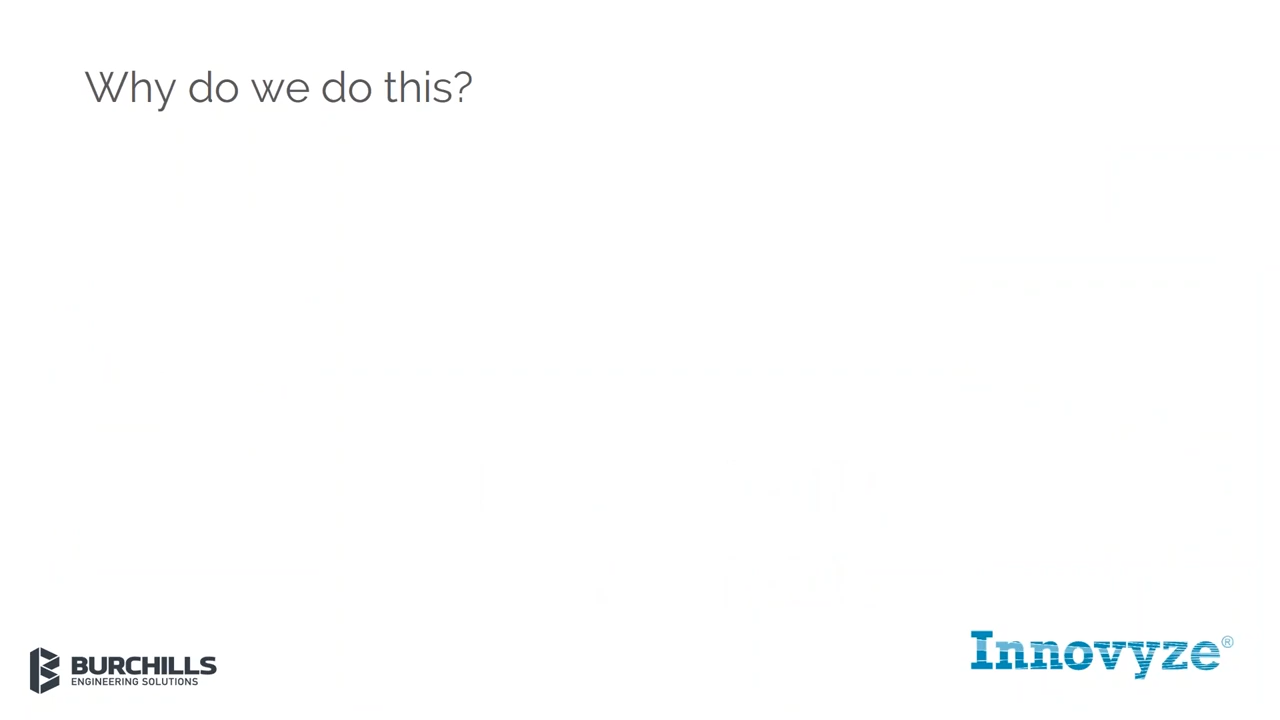 Why do we do this?
BURCHILLS
ENGINEERING SOLUTIONS
Innovyze®